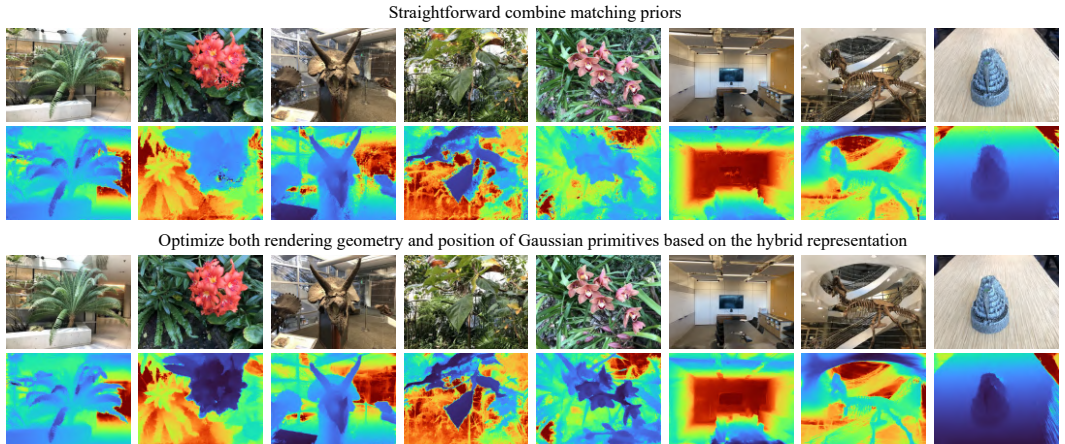 Straightforward combine matching priors
Optimize both rendering geometry and position of Gaussian primitives based on the hybrid representation